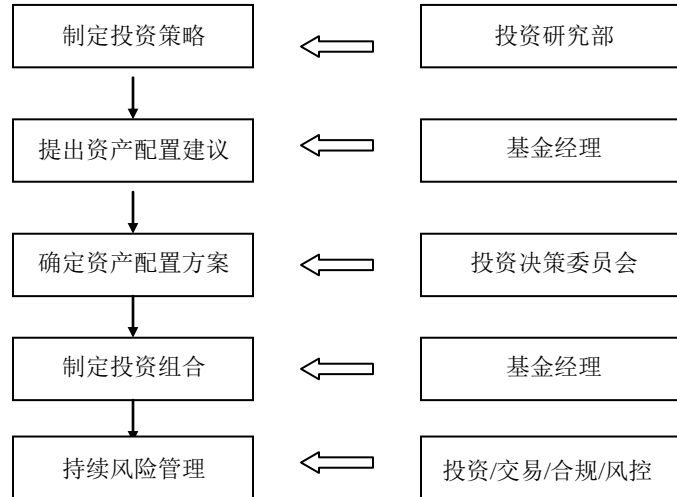 制定投资策略
投资研究部
提出资产配置建议
基金经理
确定资产配置方案
投资决策委员会
制定投资组合
基金经理
持续风险管理
投资/交易/合规/风控